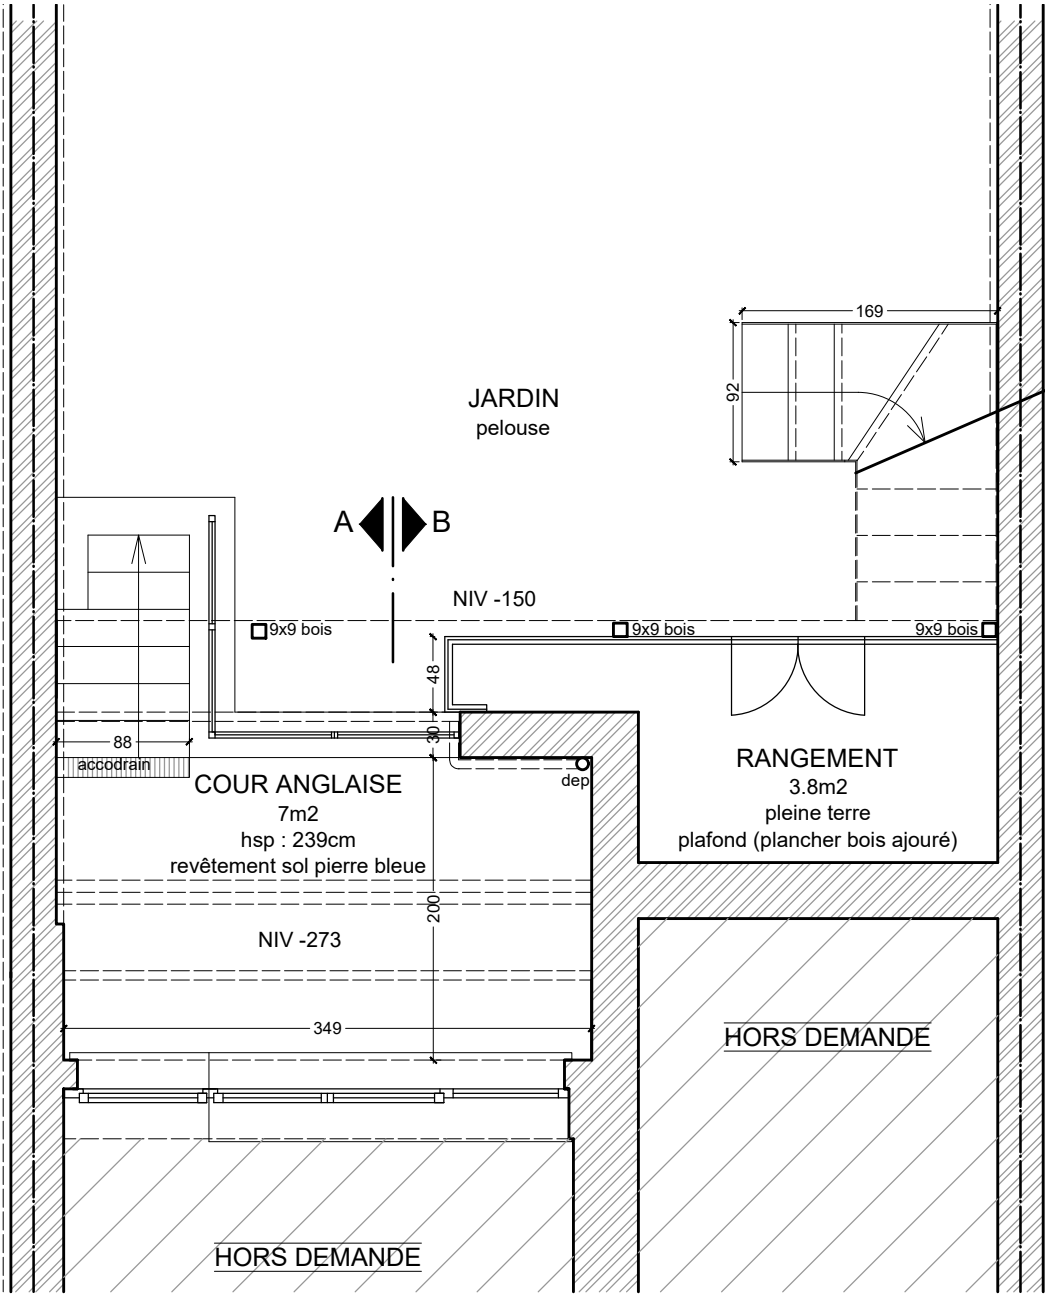 169
92
JARDIN
pelouse
A
B
NIV -150
9x9 bois
9x9 bois
9x9 bois
48
30
88
accodrain
COUR ANGLAISE
7m2
hsp : 239cm
revêtement sol pierre bleue
dep
RANGEMENT
3.8m2
pleine terre
plafond (plancher bois ajouré)
200
NIV -273
349
HORS DEMANDE
HORS DEMANDE